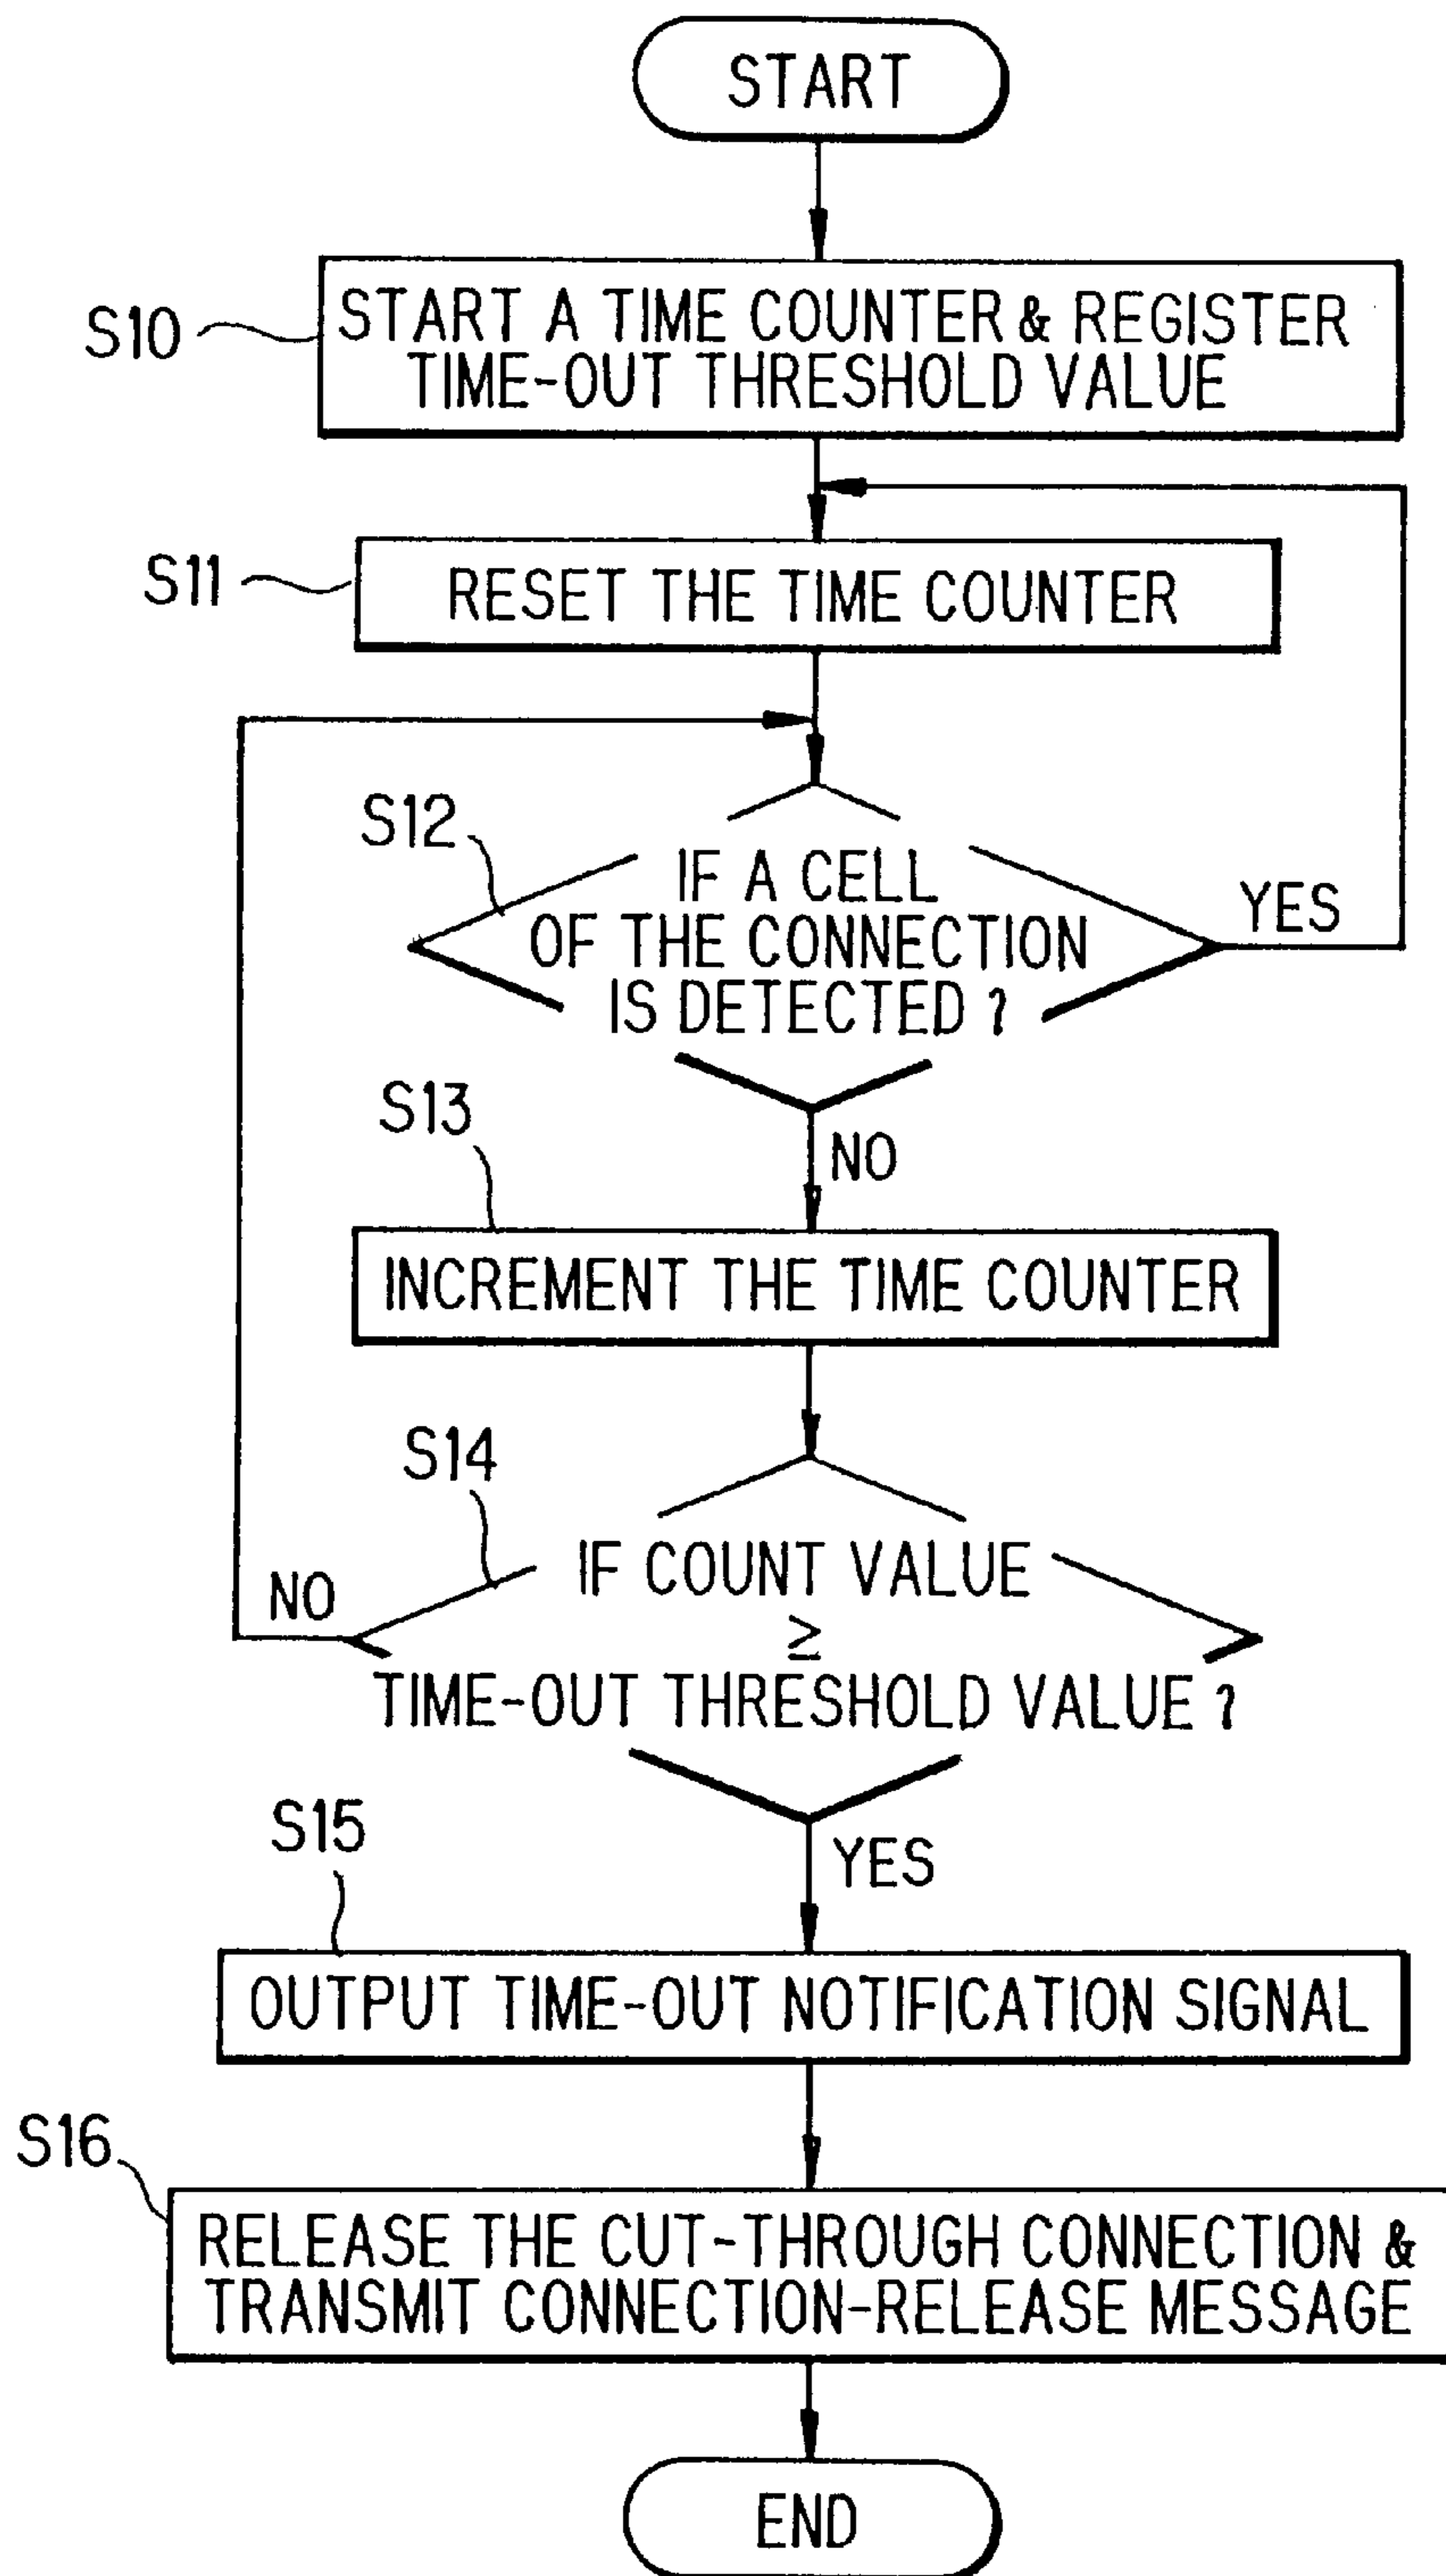 START
S10
START A TIME COUNTER & REGISTER
TIME-OUT THRESHOLD VALUE
S11
RESET THE TIME COUNTER
S12
IF A CELL
OF THE CONNECTION
IS DETECTED ?
YES
NO
S13
INCREMENT THE TIME COUNTER
S14
IF COUNT VALUE
≥
TIME-OUT THRESHOLD VALUE ?
NO
YES
S15
OUTPUT TIME-OUT NOTIFICATION SIGNAL
S16
RELEASE THE CUT-THROUGH CONNECTION &
TRANSMIT CONNECTION-RELEASE MESSAGE
END